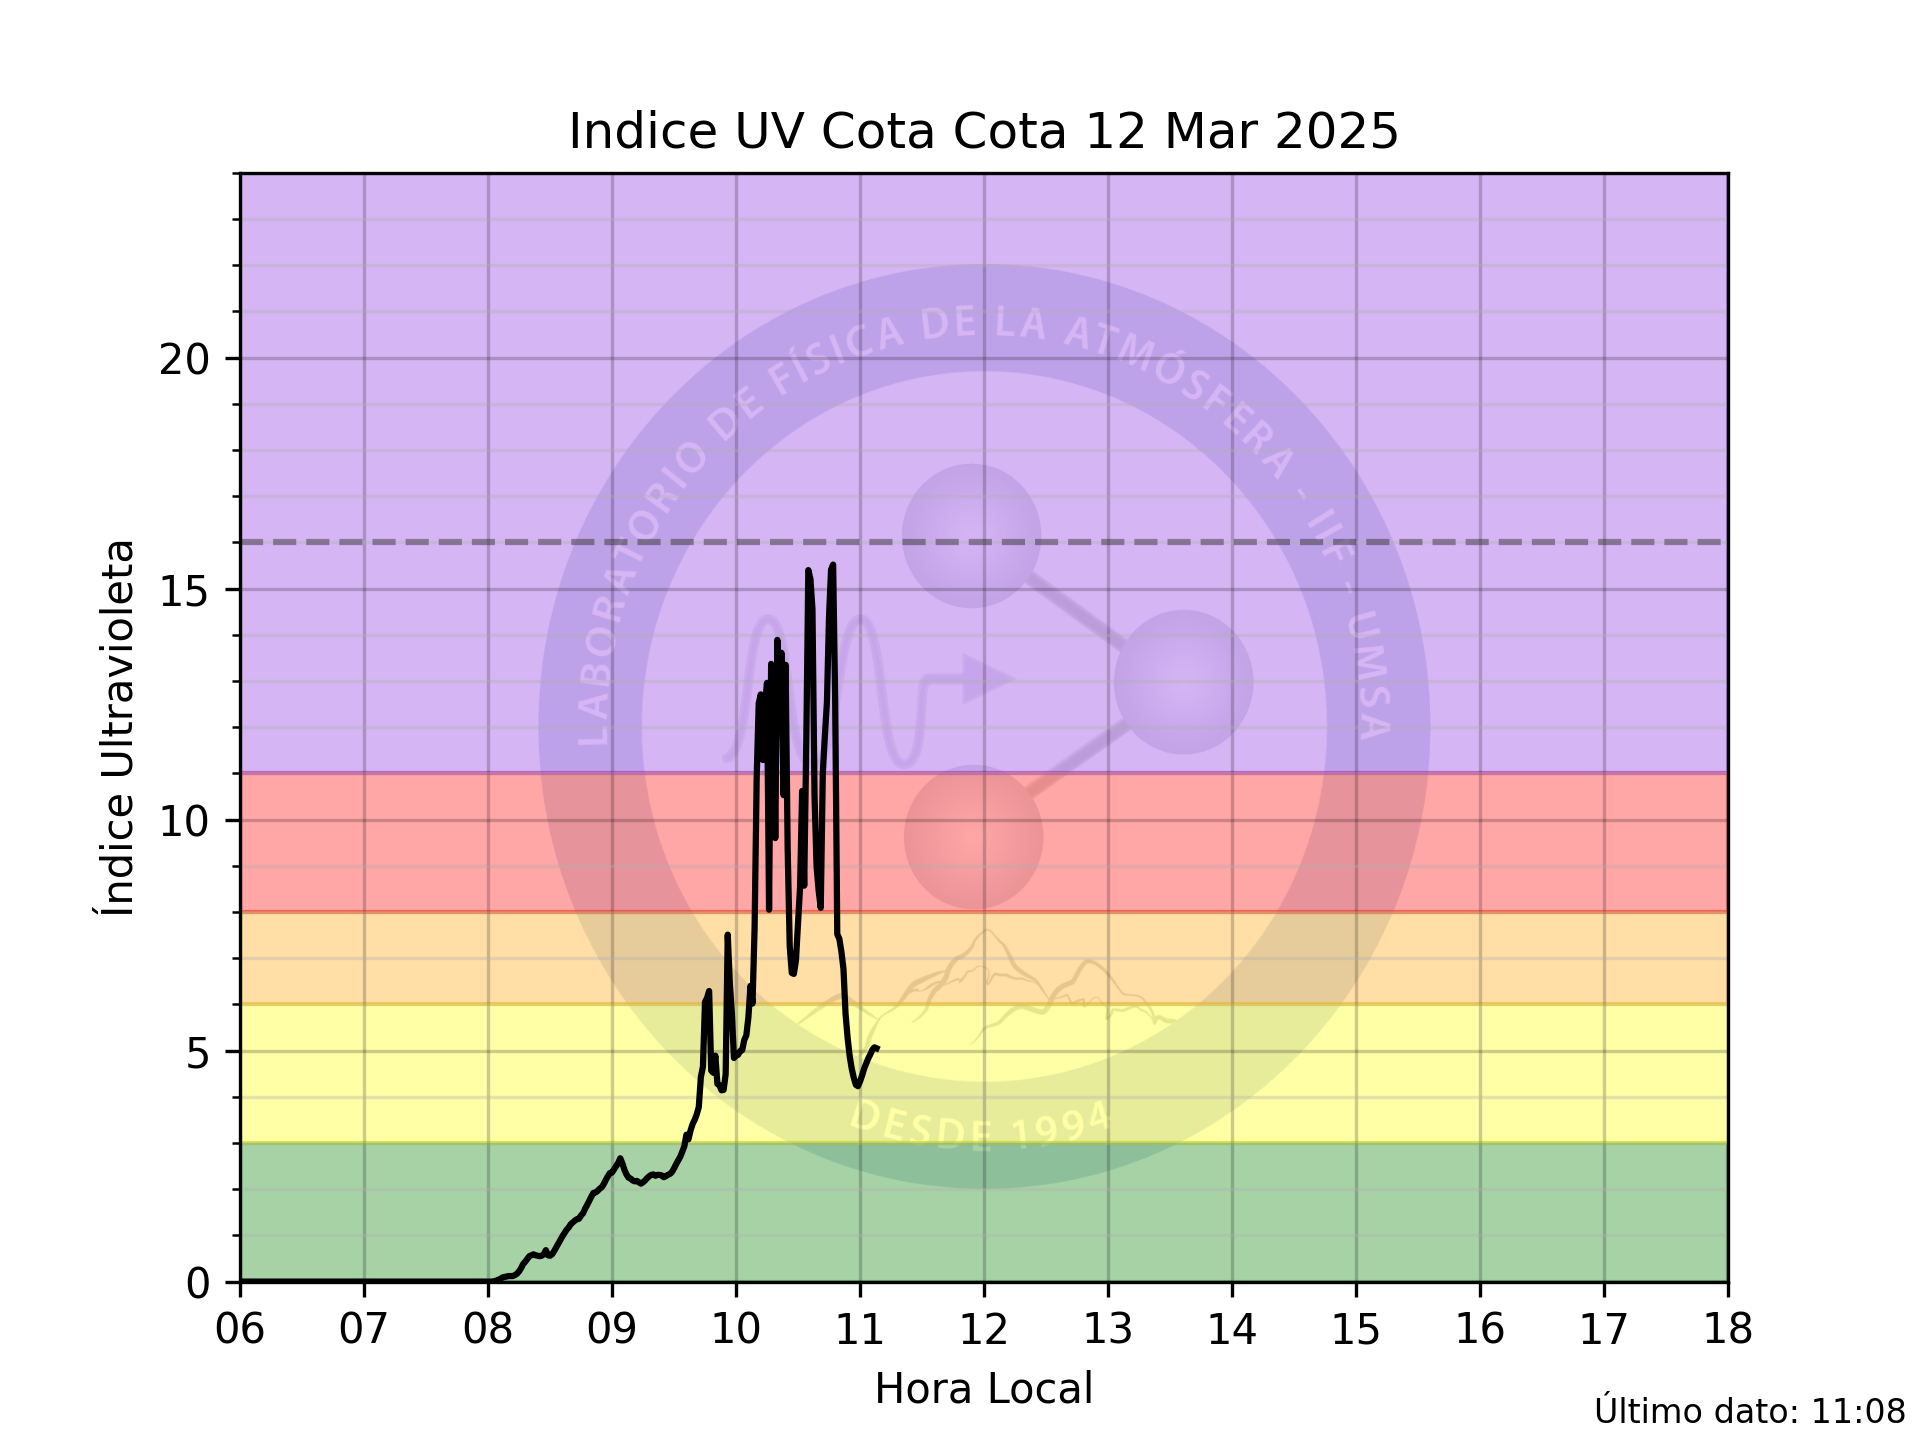 Indice UV Cota Cota 12 Mar 2025
Índice Ultravioleta
20
15
10
5
0
LABORATORIO DE FÍSICA DE LA ATMÓSFERA - IIF - UMSA
DESDE 1994
06 07 08 09 10 11 12 13 14 15 16 17 18
Hora Local
Último dato: 11:08